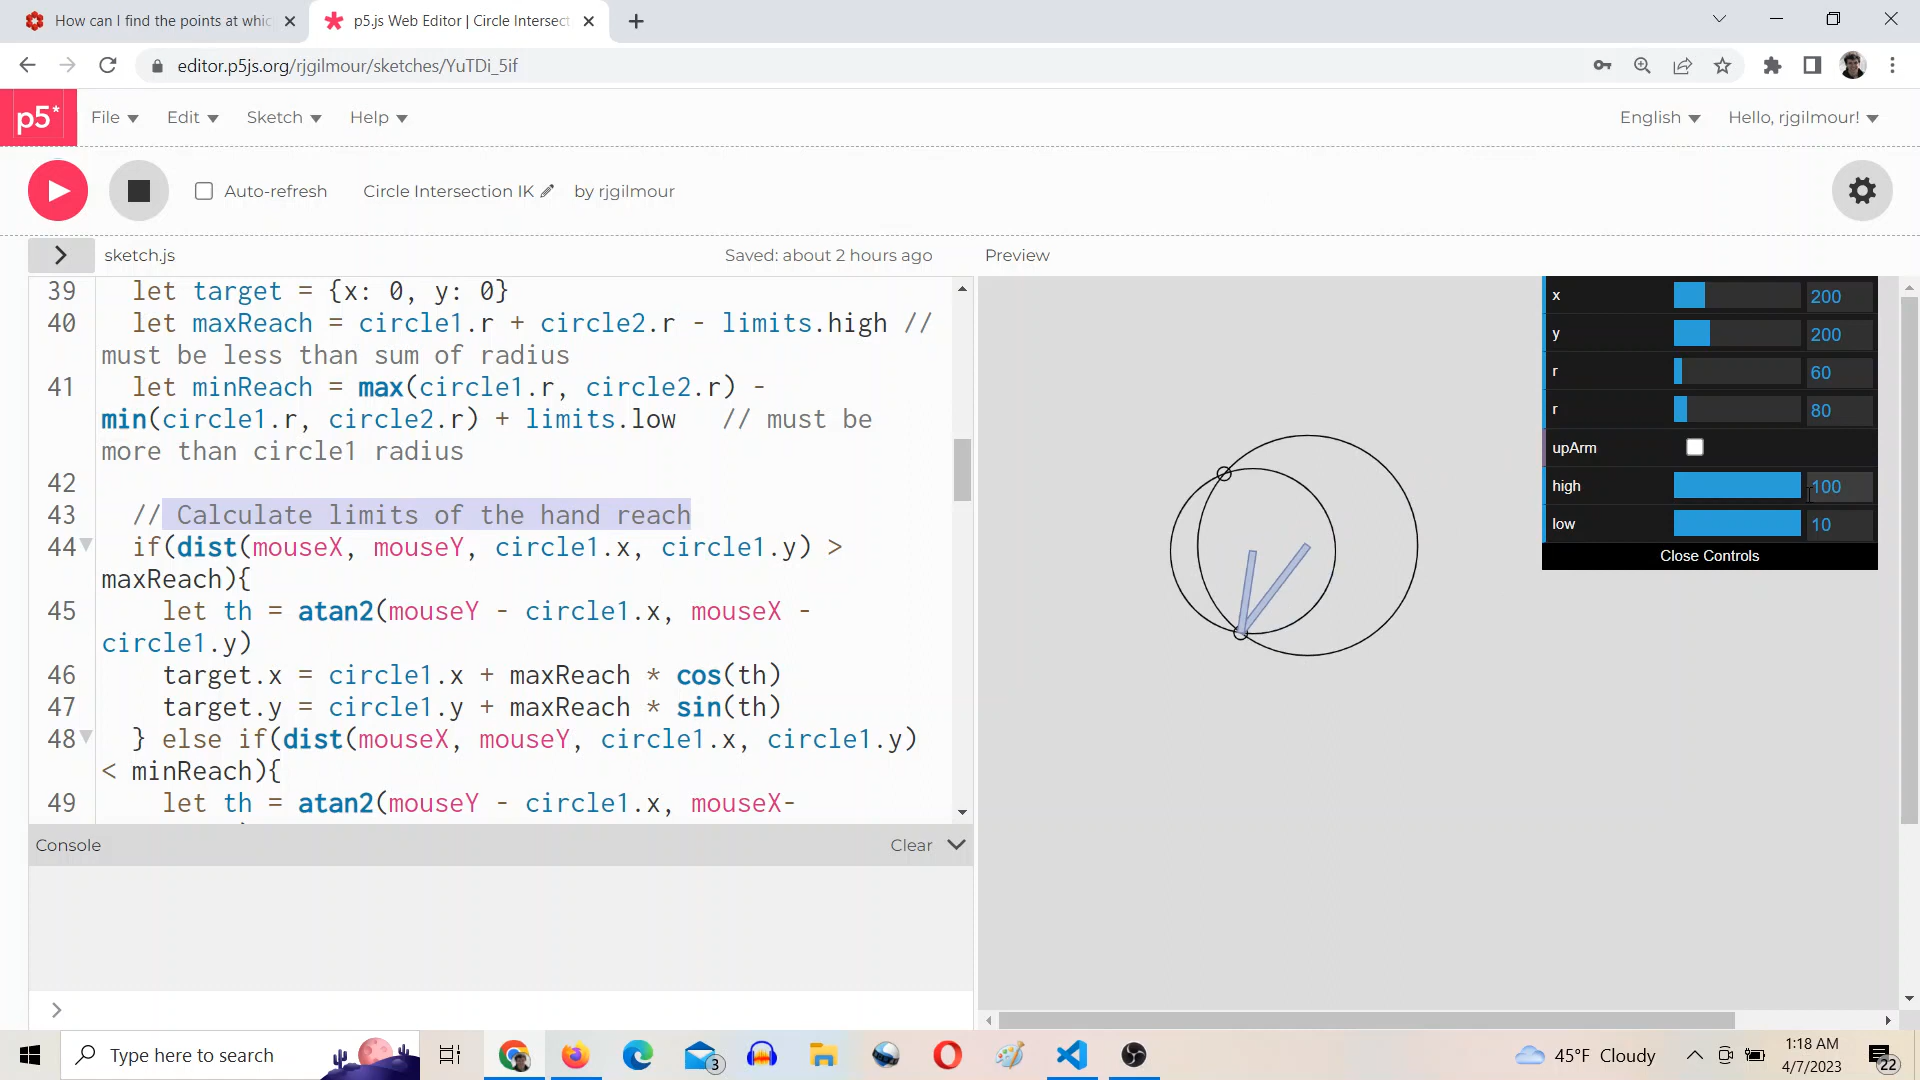 How can I find the points at whic
p5.js Web Editor | Circle Intersect
editor.p5js.org/rjgilmour/sketches/YuTDi_5if
p5*
File
Edit
Sketch
Help
English
Hello, rjgilmour!
Auto-refresh
Circle Intersection IK
by rjgilmour
sketch.js
Saved: about 2 hours ago
Preview
39 let target = {x: 0, y: 0}
40 let maxReach = circle1.r + circle2.r - limits.high //
must be less than sum of radius
41 let minReach = max(circle1.r, circle2.r) -
min(circle1.r, circle2.r) + limits.low // must be
more than circle1 radius
42
43 // Calculate limits of the hand reach
44 if(dist(mouseX, mouseY, circle1.x, circle1.y) >
maxReach){
45 let th = atan2(mouseY - circle1.x, mouseX -
circle1.y)
46 target.x = circle1.x + maxReach * cos(th)
47 target.y = circle1.y + maxReach * sin(th)
48 } else if(dist(mouseX, mouseY, circle1.x, circle1.y)
< minReach){
49 let th = atan2(mouseY - circle1.x, mouseX-
x 200
y 200
r 60
r 80
upArm
high 100
low 10
Close Controls
Console
Clear
>
Type here to search
3
45°F Cloudy
1:18 AM
4/7/2023
22